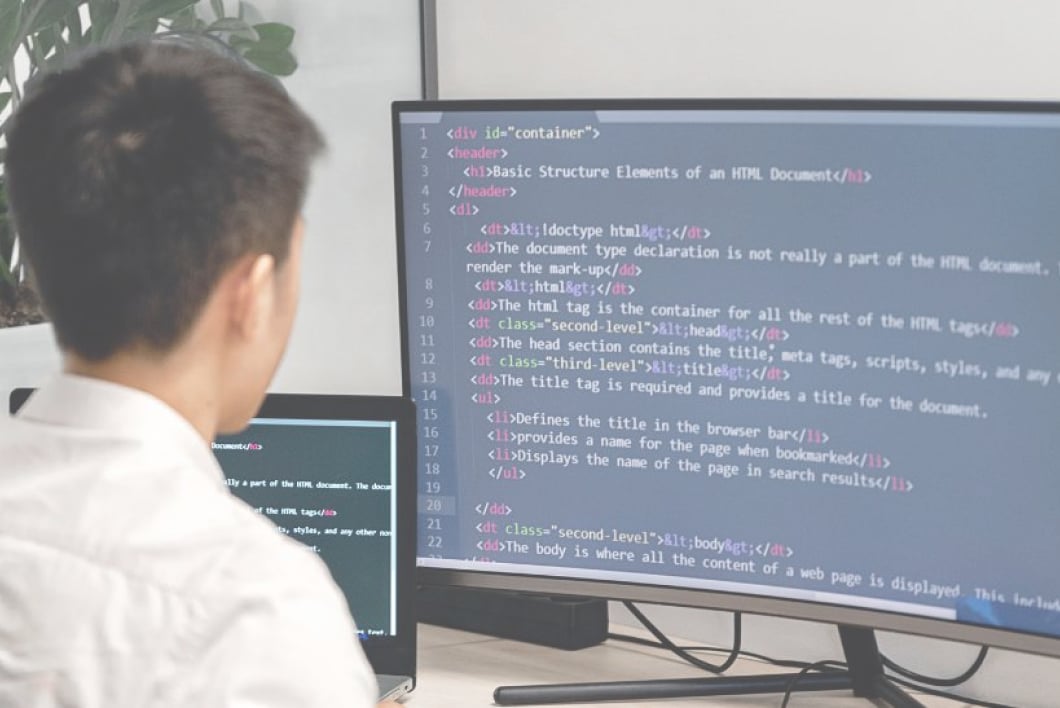 1 <div id="container">
2 <header>
3 <h1>Basic Structure Elements of an HTML Document</h1>
4 </header>
5 <dl>
6 <dt>&lt;!doctype html&gt;</dt>
7 <dd>The document type declaration is not really a part of the HTML document.
render the mark-up</dd>
8 <dt>&lt;html&gt;</dt>
9 <dd>The html tag is the container for all the rest of the HTML tags</dd>
10 <dt class="second-level">&lt;head&gt;</dt>
11 <dd>The head section contains the title, meta tags, scripts, styles, and any
12 <dt class="third-level">&lt;title&gt;</dt>
13 <dd>The title tag is required and provides a title for the document.
14 <ul>
15 <li>Defines the title in the browser bar</li>
16 <li>provides a name for the page when bookmarked</li>
17 <li>Displays the name of the page in search results</li>
18 </ul>
19
20 </dd>
21 <dt class="second-level">&lt;body&gt;</dt>
22 <dd>The body is where all the content of a web page is displayed. This
Document</h1>
a part of the HTML document. The
of the HTML tags</dd>
styles, and any other